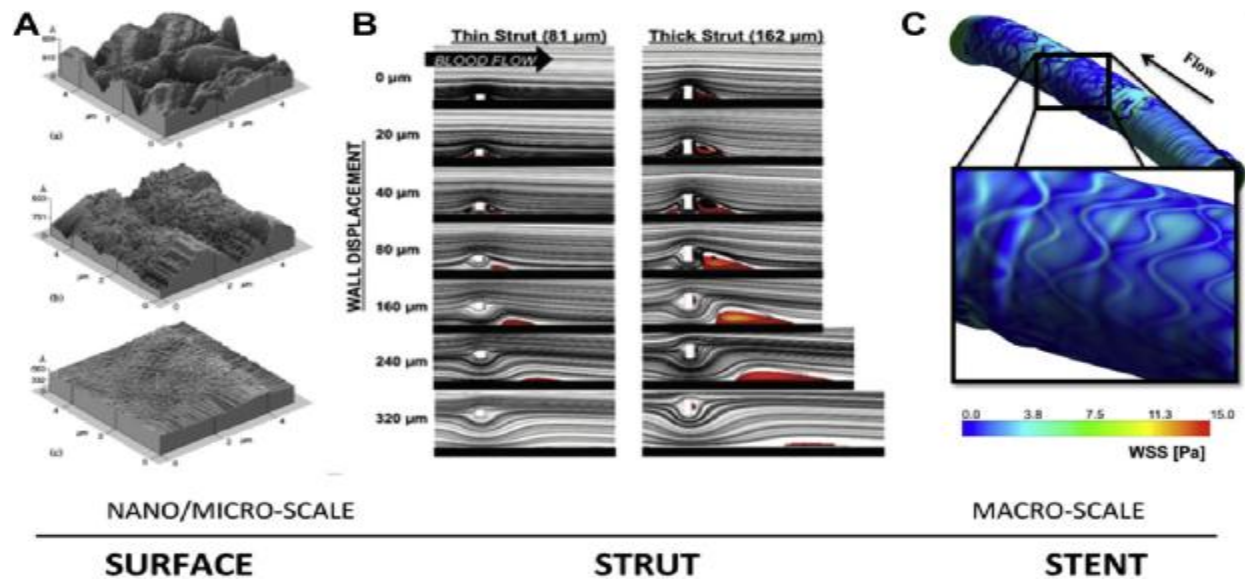 A
B
C
Thin Strut (81 µm)
Thick Strut (162 µm)
BLOOD FLOW
Flow
WALL DISPLACEMENT
0 µm
20 µm
40 µm
80 µm
160 µm
240 µm
320 µm
(a)
(b)
(c)
0.0 3.8 7.5 11.3 15.0
WSS [Pa]
NANO/MICRO-SCALE
MACRO-SCALE
SURFACE
STRUT
STENT